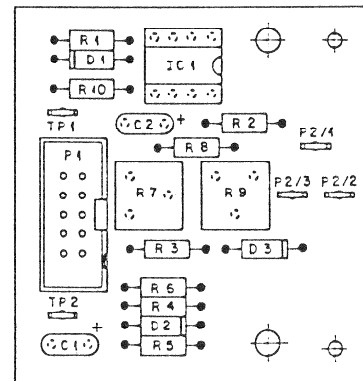 R1
D1
IC1
R10
TP1
C2 +
R2
P2/1
R8
P1
R7
R9
P2/3
P2/2
R3
D3
R6
TP2
R4
D2
C1 +
R5